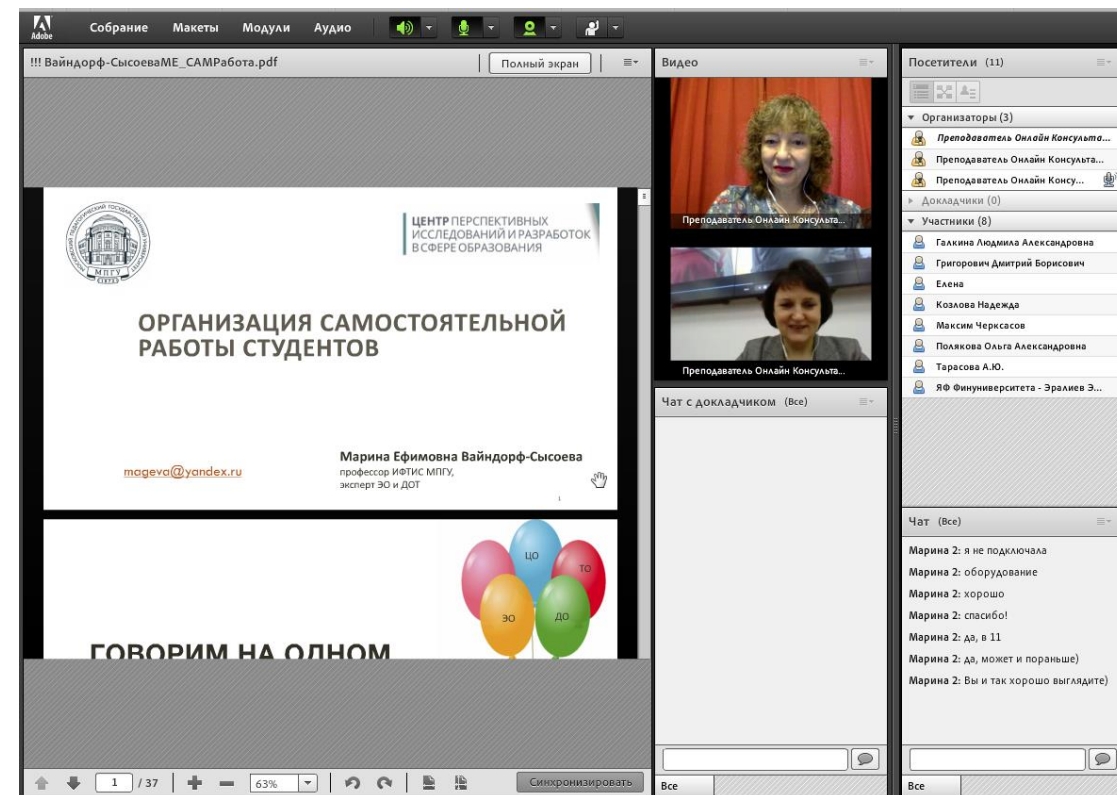 Adobe
Собрание Макеты Модули Аудио
!!! Вайндорф-СысоеваМЕ_САМРабота.pdf
Полный экран
МПГУ
ЦЕНТР ПЕРСПЕКТИВНЫХ
ИССЛЕДОВАНИЙ И РАЗРАБОТОК
В СФЕРЕ ОБРАЗОВАНИЯ
ОРГАНИЗАЦИЯ САМОСТОЯТЕЛЬНОЙ
РАБОТЫ СТУДЕНТОВ
mageva@yandex.ru
Марина Ефимовна Вайндорф-Сысоева
профессор ИФТИС МПГУ,
эксперт ЭО и ДОТ
1
ЦО
ТО
ЭО
ДО
ГОВОРИМ НА ОДНОМ
1 / 37
63%
Синхронизировать
Видео
Преподаватель Онлайн Консульта...
Преподаватель Онлайн Консульта...
Чат с докладчиком (Все)
Все
Посетители (11)
Организаторы (3)
Преподаватель Онлайн Консульта...
Преподаватель Онлайн Консульта...
Преподаватель Онлайн Консу...
Докладчики (0)
Участники (8)
Галкина Людмила Александровна
Григорович Дмитрий Борисович
Елена
Козлова Надежда
Максим Черкасов
Полякова Ольга Александровна
Тарасова А.Ю.
ЯФ Финуниверситета - Эралиев Э...
Чат (Все)
Марина 2: я не подключала
Марина 2: оборудование
Марина 2: хорошо
Марина 2: спасибо!
Марина 2: да, в 11
Марина 2: да, может и пораньше)
Марина 2: Вы и так хорошо выглядите)
Все